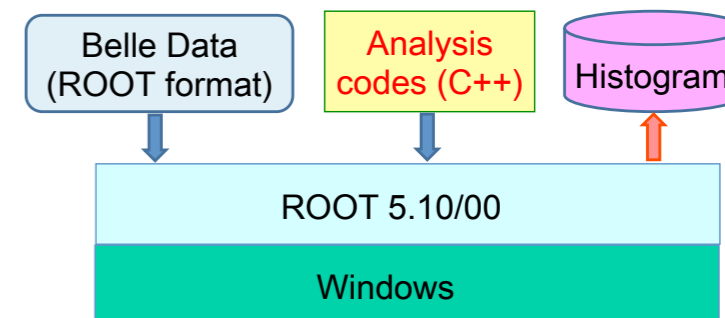 Belle Data
(ROOT format)
Analysis
codes (C++)
Histogram
ROOT 5.10/00
Windows